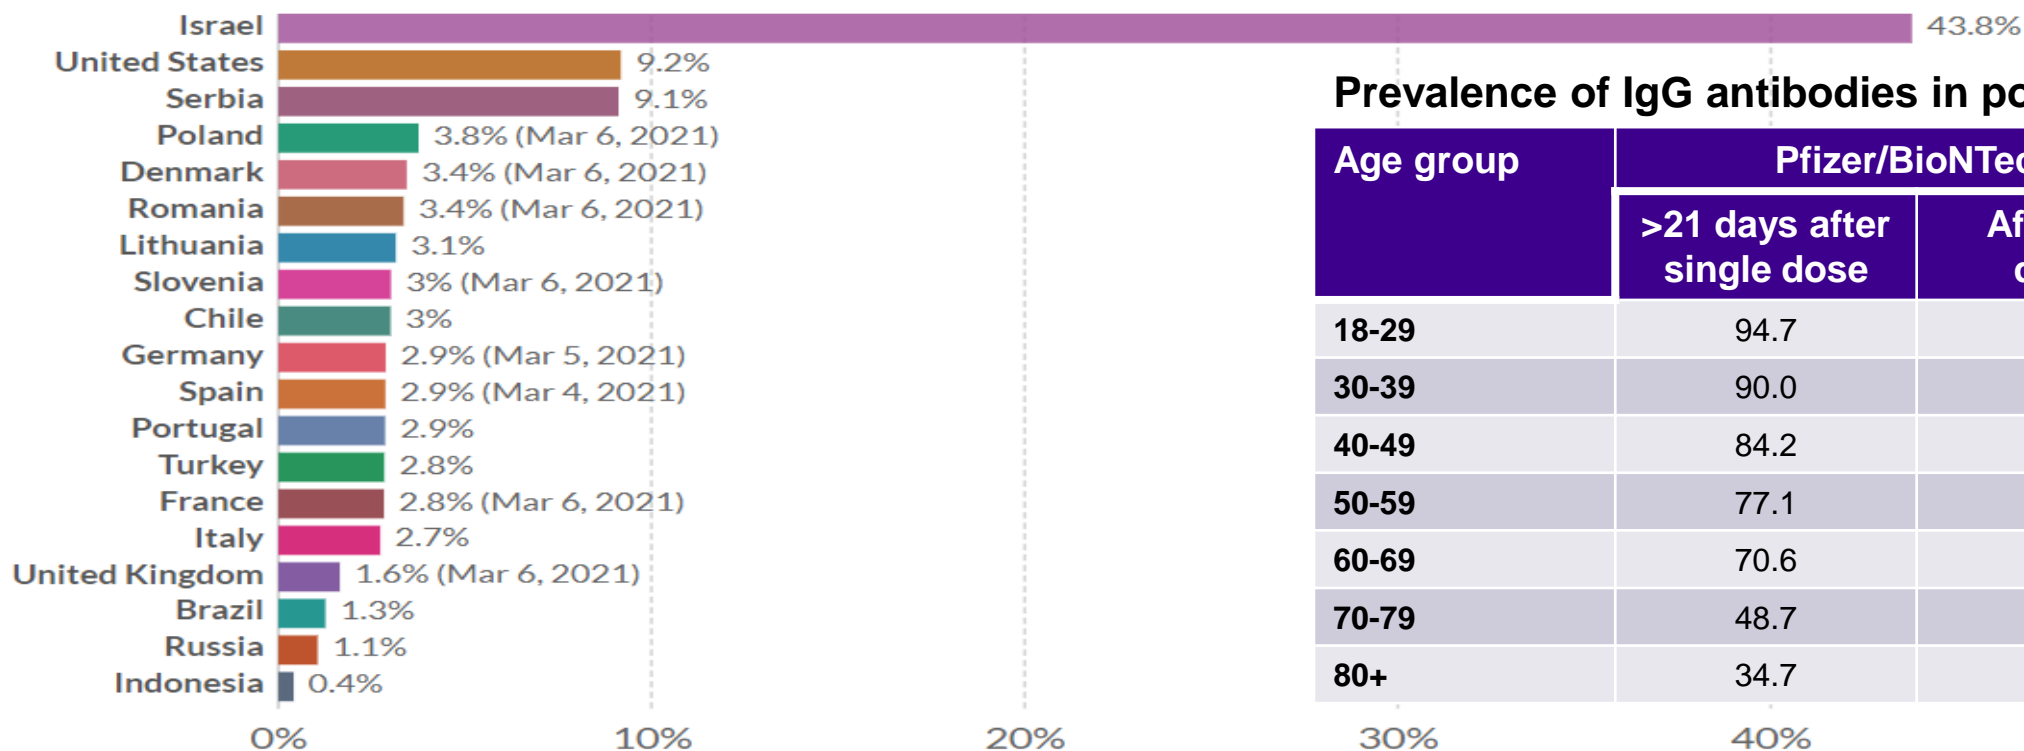 Israel 43.8%
United States 9.2%
Serbia 9.1%
Poland 3.8% (Mar 6, 2021)
Denmark 3.4% (Mar 6, 2021)
Romania 3.4% (Mar 6, 2021)
Lithuania 3.1%
Slovenia 3% (Mar 6, 2021)
Chile 3%
Germany 2.9% (Mar 5, 2021)
Spain 2.9% (Mar 4, 2021)
Portugal 2.9%
Turkey 2.8%
France 2.8% (Mar 6, 2021)
Italy 2.7%
United Kingdom 1.6% (Mar 6, 2021)
Brazil 1.3%
Russia 1.1%
Indonesia 0.4%
0% 10% 20% 30% 40%
Prevalence of IgG antibodies in
Age group
>21 days after
single dose
18-29 94.7
30-39 90.0
40-49 84.2
50-59 77.1
60-69 70.6
70-79 48.7
80+ 34.7